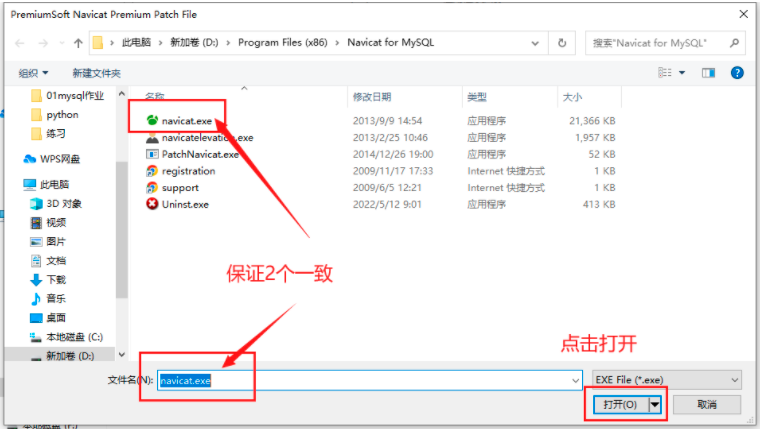 PremiumSoft Navicat Premium Patch File
此电脑 > 新加卷 (D:) > Program Files (x86) > Navicat for MySQL
搜索"Navicat for MySQL"
组织 新建文件夹
名称 修改日期 类型 大小
01mysql作业
python
练习
WPS网盘
此电脑
3D 对象
视频
图片
文档
下载
音乐
桌面
本地磁盘 (C:)
新加卷 (D:)
navicat.exe 2013/9/9 14:54 应用程序 21,366 KB
navicatelevation.exe 2013/2/25 10:46 应用程序 1,957 KB
PatchNavicat.exe 2014/12/26 19:00 应用程序 52 KB
registration 2009/11/17 17:33 Internet 快捷方式 1 KB
support 2009/6/5 12:21 Internet 快捷方式 1 KB
Uninst.exe 2022/5/12 9:01 应用程序 413 KB
保证2个一致
点击打开
文件名(N): navicat.exe
EXE File (*.exe)
打开(O) 取消